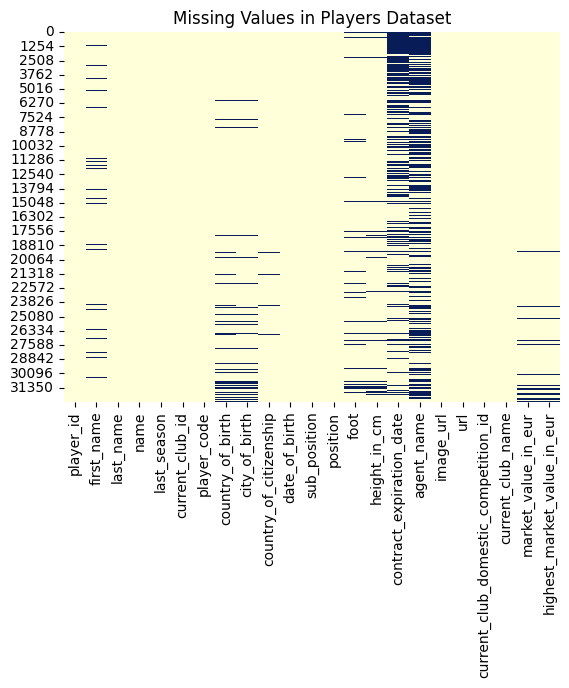 Missing Values in Players Dataset
0
1254
2508
3762
5016
6270
7524
8778
10032
11286
12540
13794
15048
16302
17556
18810
20064
21318
22572
23826
25080
26334
27588
28842
30096
31350
player_id
first_name
last_name
name
last_season
current_club_id
player_code
country_of_birth
city_of_birth
country_of_citizenship
date_of_birth
sub_position
position
foot
height_in_cm
contract_expiration_date
agent_name
image_url
url
current_club_domestic_competition_id
current_club_name
market_value_in_eur
highest_market_value_in_eur